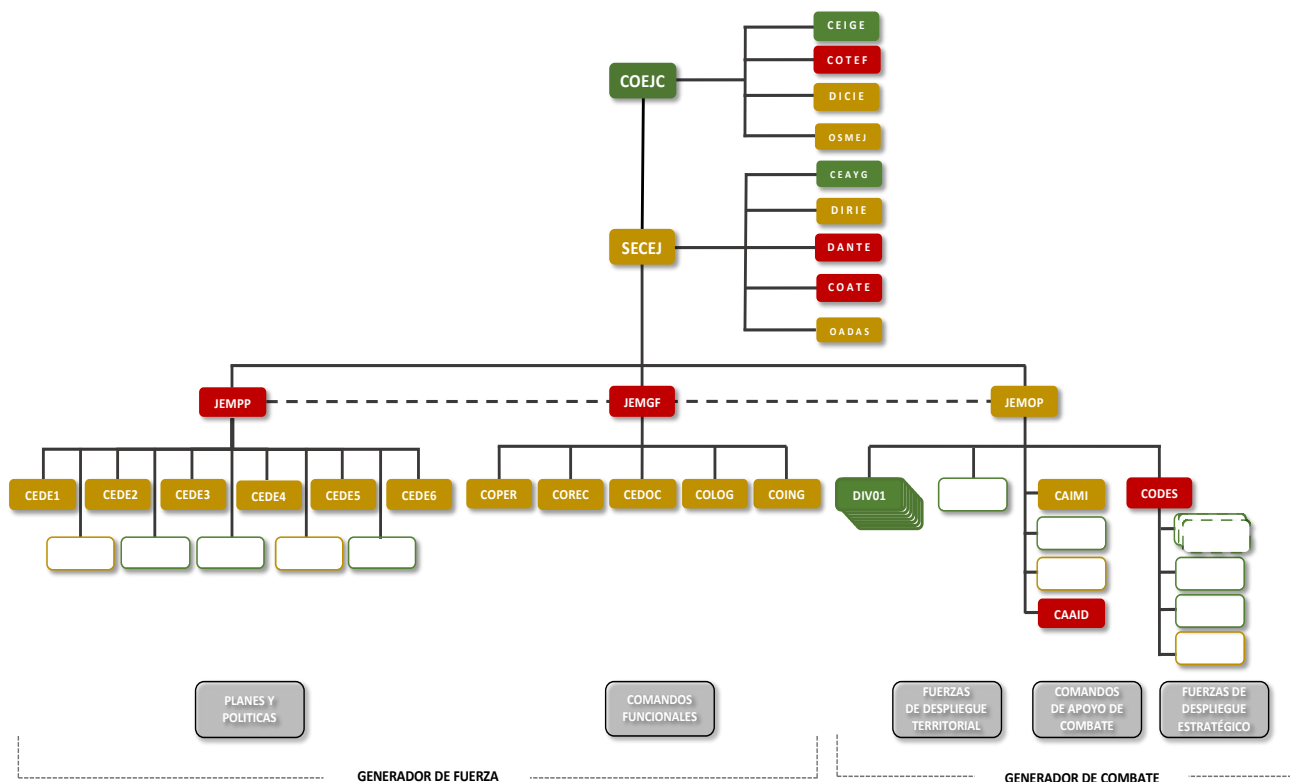 CEIGE
COTEF
COEJC
DICIE
OSMEJ
CEAYG
DIRIE
SECEJ
DANTE
COATE
OADAS
JEMPP
JEMGF
JEMOP
CEDE1
CEDE2
CEDE3
CEDE4
CEDE5
CEDE6
COPER
COREC
CEDOC
COLOG
COING
DIV01
CAIMI
CODES
CAAID
PLANES Y
POLITICAS
COMANDOS
FUNCIONALES
FUERZAS
DE DESPLIEGUE
TERRITORIAL
COMANDOS
DE APOYO DE
COMBATE
FUERZAS DE
DESPLIEGUE
ESTRATÉGICO
GENERADOR DE FUERZA
GENERADOR DE COMBATE